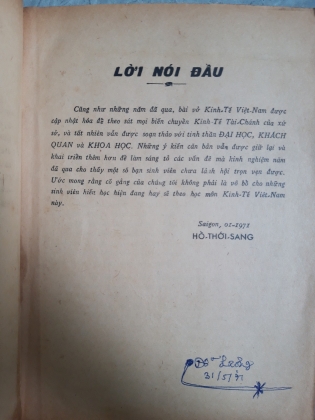 LỜI NÓI ĐẦU
Cũng như những năm đã qua, bài vở Kinh-Tế Việt-Nam được
cập nhật hóa để theo sát mọi biến chuyển Kinh-Tế Tài-Chánh của xứ
sở, và tất nhiên vẫn được soạn thảo với tinh thần ĐẠI HỌC, KHÁCH
QUAN và KHOA HỌC. Những ý kiến căn bản vẫn được giữ lại và
khai triển thêm hơn để làm sáng tỏ các vấn đề mà kinh nghiệm năm
đã qua cho thấy một số bạn sinh viên chưa lãnh hội trọn vẹn được.
Ước mong rằng cố gắng của chúng tôi không phải là vô bổ cho những
sinh viên hiếu học hiện đang hay sẽ theo học môn Kinh-Tế Việt-Nam
này.
Saigon, 01-1971
HỒ-THỚI-SANG
31/5/71